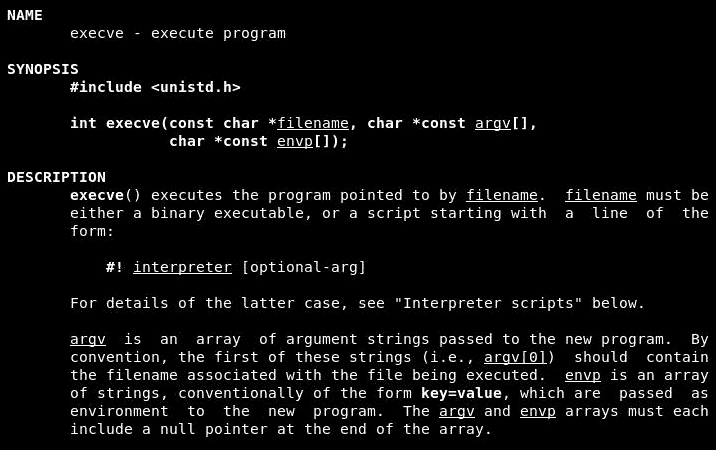 NAME
execve - execute program
SYNOPSIS
#include <unistd.h>
int execve(const char *filename, char *const argv[],
char *const envp[]);
DESCRIPTION
execve() executes the program pointed to by filename.  filename must be
either a binary executable, or a script starting with  a  line  of  the
form:
#! interpreter [optional-arg]
For details of the latter case, see "Interpreter scripts" below.
argv  is  an  array  of argument strings passed to the new program.  By
convention, the first of these strings (i.e., argv[0])  should  contain
the filename associated with the file being executed.  envp is an array
of strings, conventionally of the form key=value, which are  passed  as
environment  to  the  new  program.  The argv and envp arrays must each
include a null pointer at the end of the array.